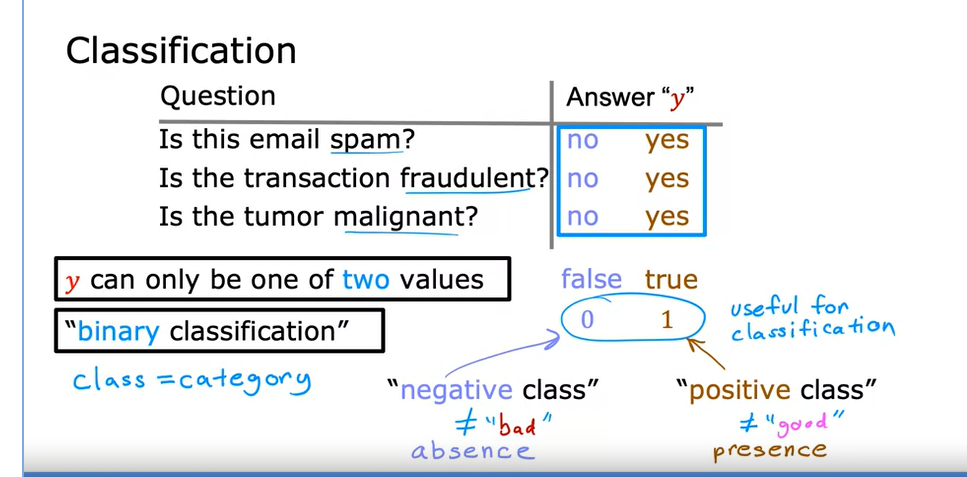 Classification
Question Answer “y”
Is this email spam? no yes
Is the transaction fraudulent? no yes
Is the tumor malignant? no yes
y can only be one of two values false true
0 1 useful for
classification
“binary classification”
class = category
“negative class” “positive class”
≠ "bad" ≠ "good"
absence presence